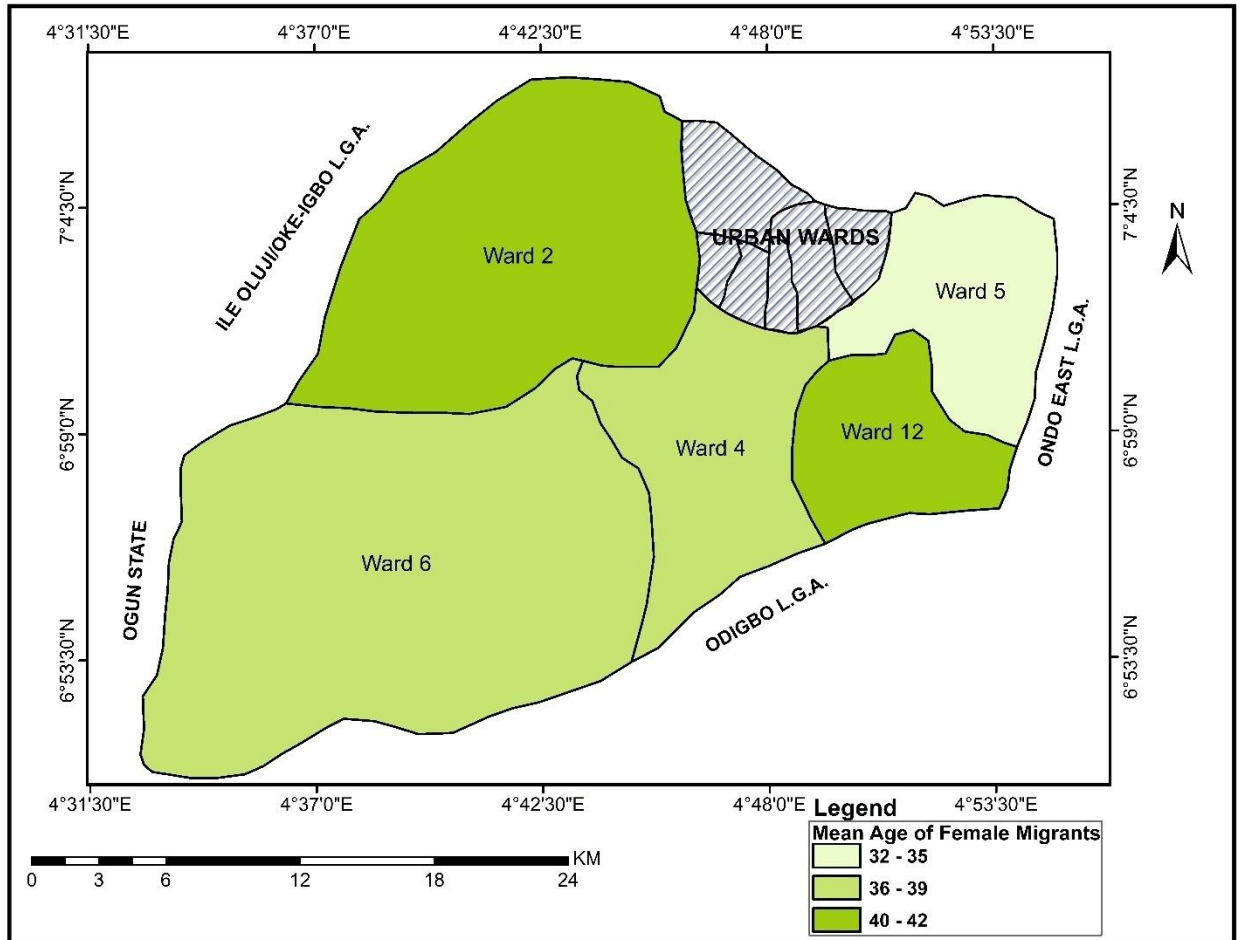 4°31'30"E 4°37'0"E 4°42'30"E 4°48'0"E 4°53'30"E
7°4'30"N
7°4'30"N
N
ILE OLUJI/OKE-IGBO L.G.A.
URBAN WARDS
Ward 2
Ward 5
ONDO EAST L.G.A.
6°59'0"N
6°59'0"N
Ward 12
Ward 4
OGUN STATE
Ward 6
ODIGBO L.G.A.
6°53'30"N
6°53'30"N
4°31'30"E 4°37'0"E 4°42'30"E 4°48'0"E 4°53'30"E
Legend
Mean Age of Female Migrants
32 - 35
36 - 39
40 - 42
KM
0 3 6 12 18 24